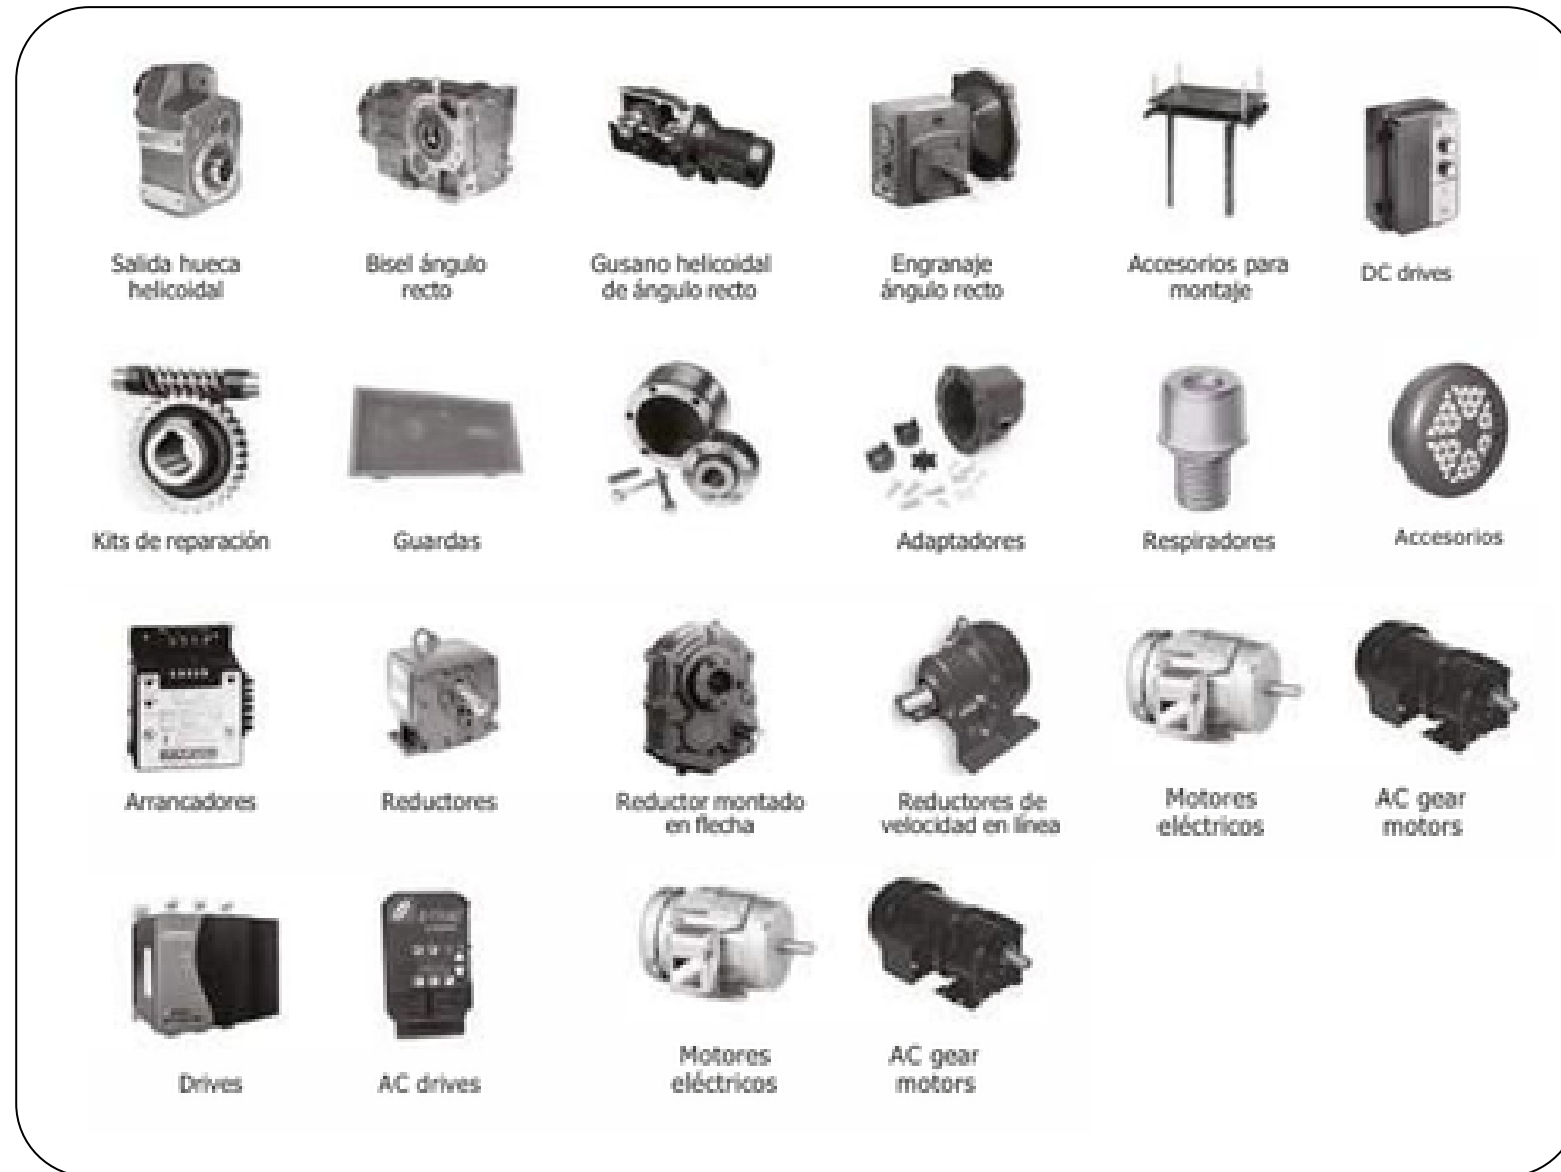 Salida hueca
helicoidal
Bisel ángulo
recto
Gusano helicoidal
de ángulo recto
Engranaje
ángulo recto
Accesorios para
montaje
DC drives
Kits de reparación
Guardas
Adaptadores
Respiradores
Accesorios
Arrancadores
Reductores
Reductor montado
en flecha
Reductores de
velocidad en línea
Motores
eléctricos
AC gear
motors
Drives
AC drives
Motores
eléctricos
AC gear
motors